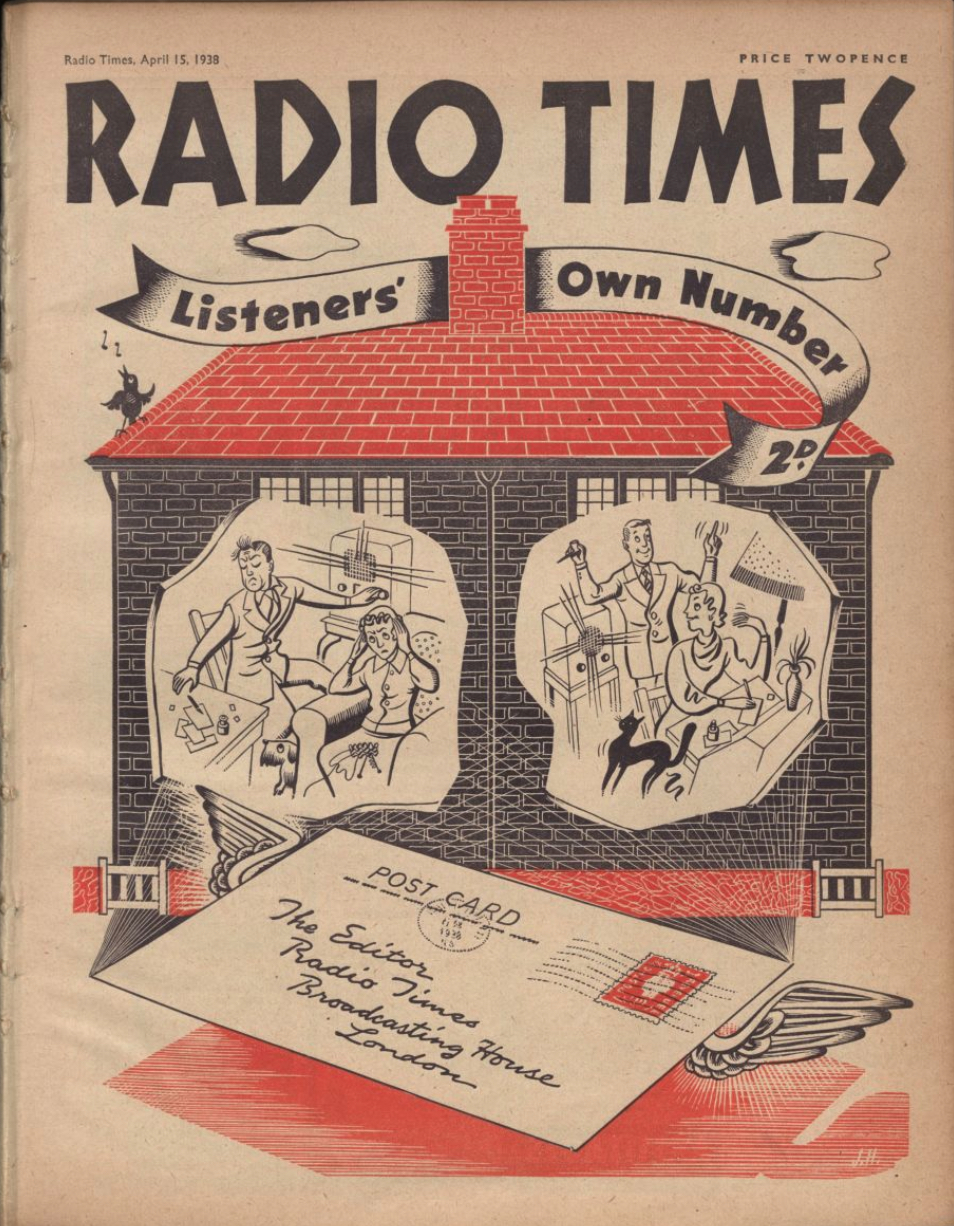 Radio Times, April 15, 1938
PRICE TWOPENCE
RADIO TIMES
Listeners' Own Number
2D.
POST CARD
1938
The Editor
Radio Times
Broadcasting House
London
J.H.